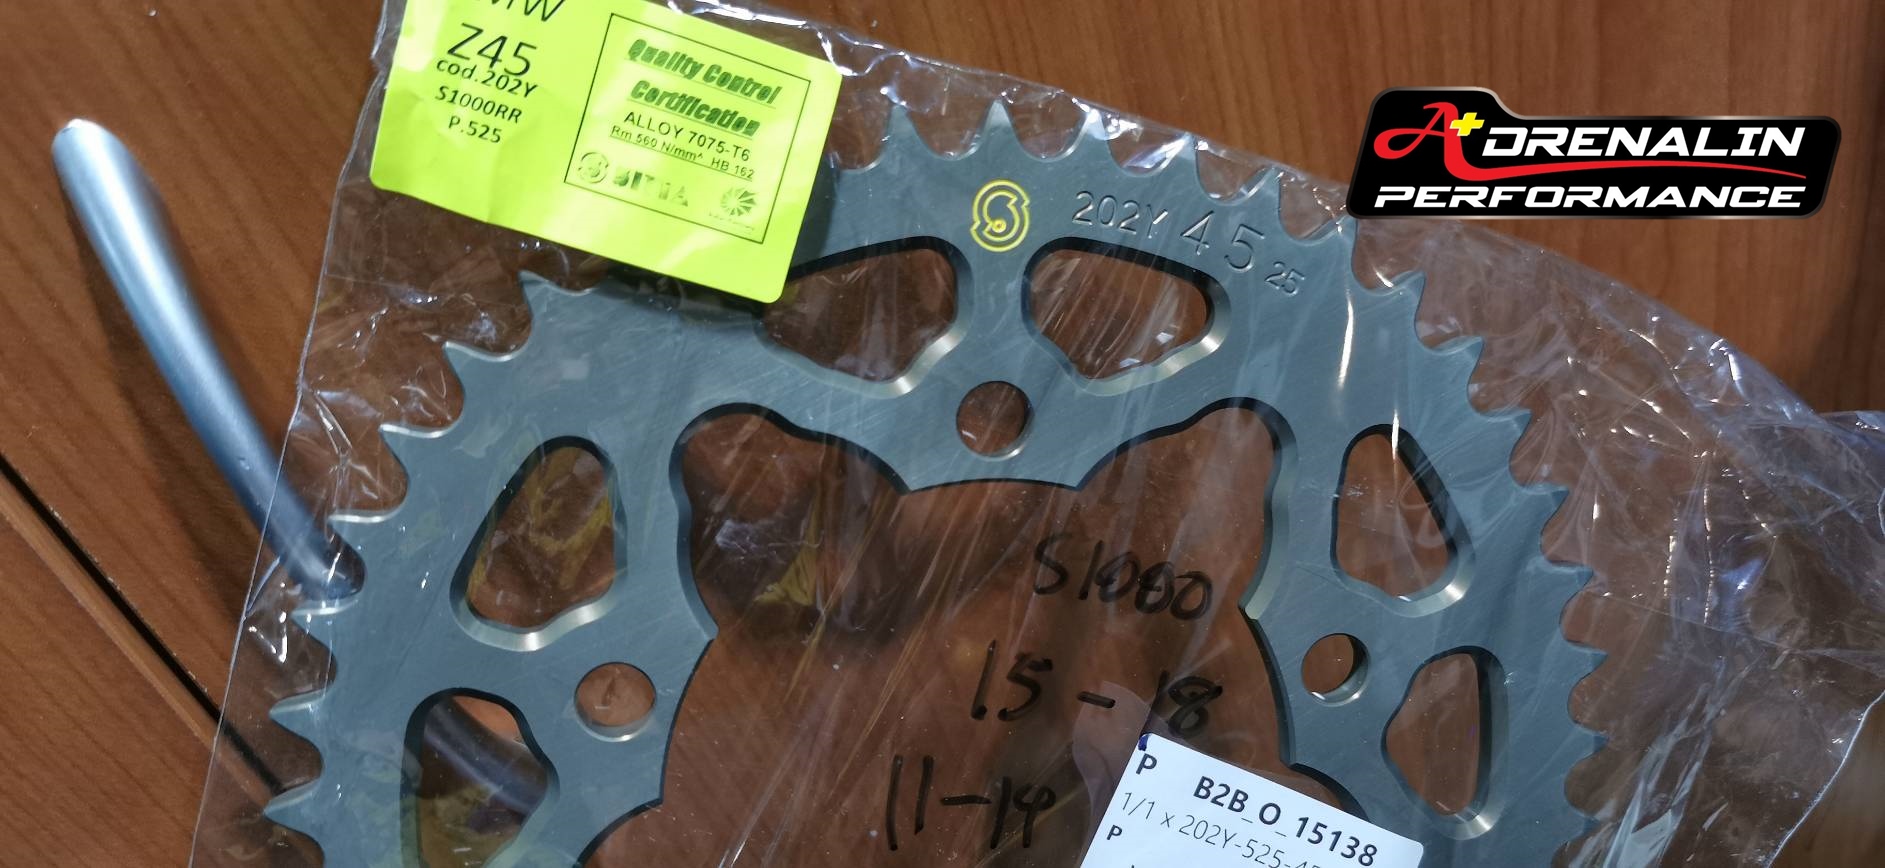 Z45
cod.202Y
S1000RR
P.525
Quality Control
Certification
ALLOY 7075-T6
Rm 560 N/mm^ HB 162
202Y 45 25
A+DRENALIN
PERFORMANCE
S1000
15-18
11-14
P B2B_O_15138
1/1 x 202Y-525-45
P